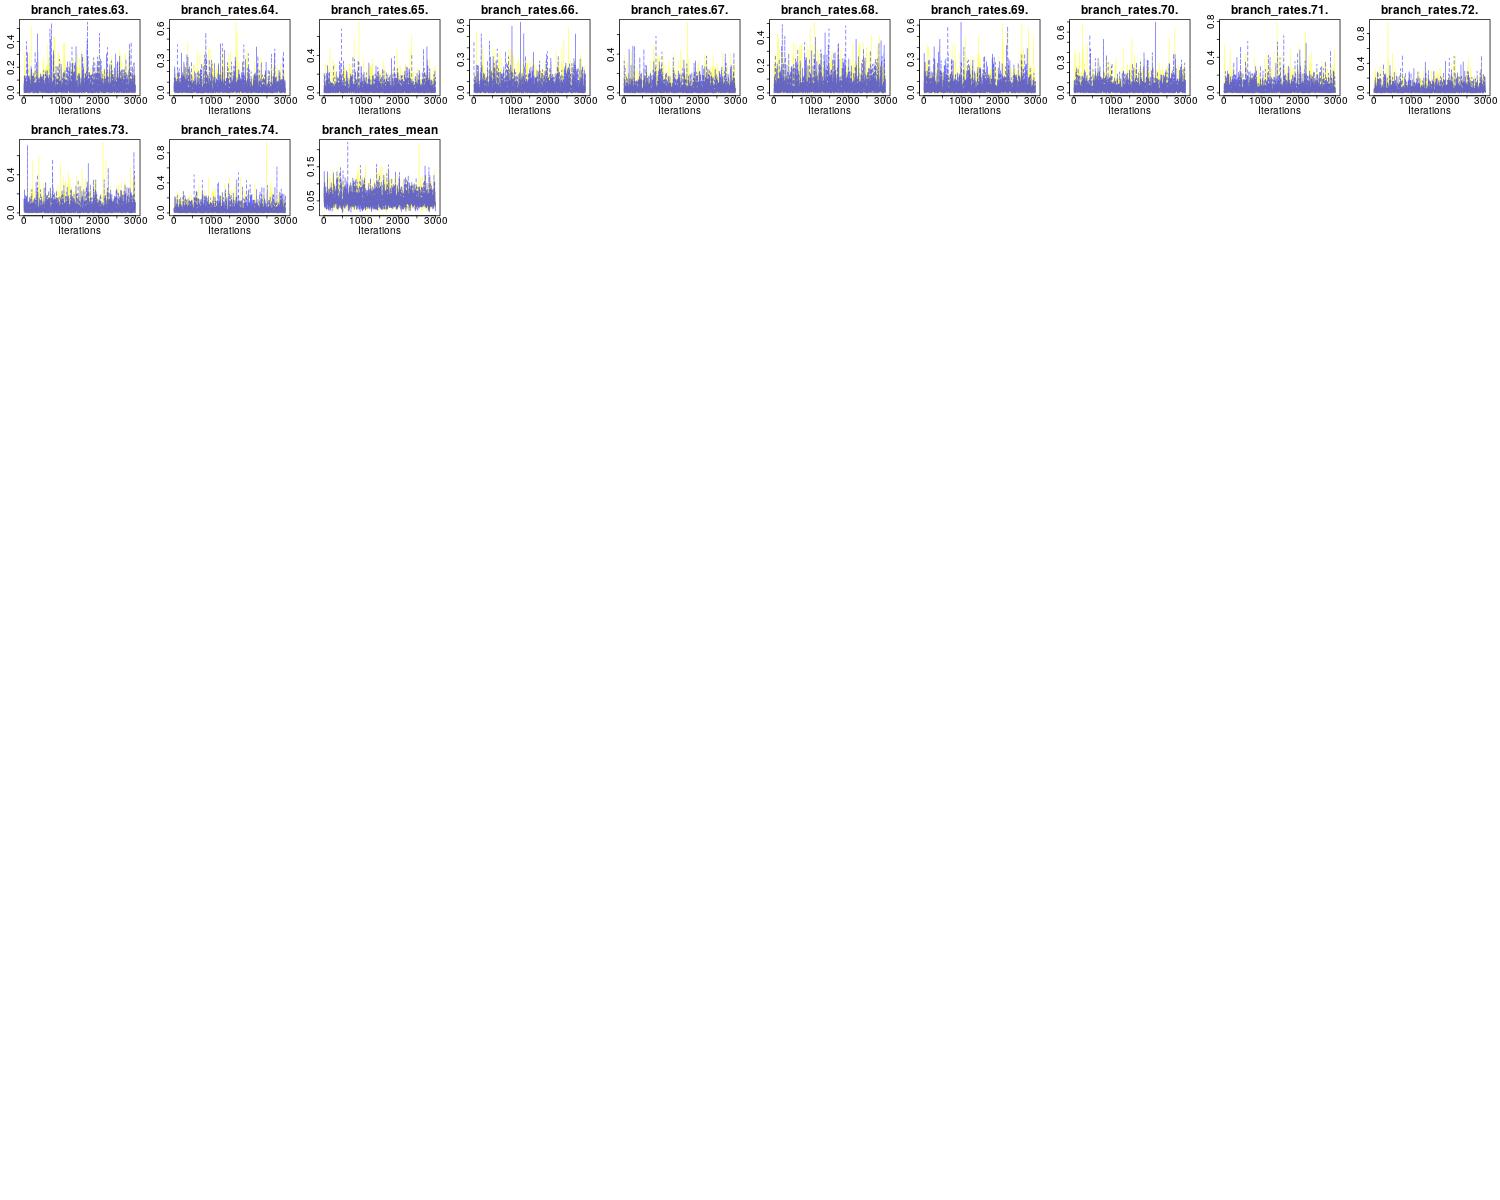 branch_rates.63. branch_rates.64. branch_rates.65. branch_rates.66. branch_rates.67. branch_rates.68. branch_rates.69. branch_rates.70. branch_rates.71. branch_rates.72.
0.0 0.2 0.4 0.0 0.3 0.6 0.0 0.4 0.0 0.3 0.6 0.0 0.4 0.0 0.2 0.4 0.0 0.3 0.6 0.0 0.3 0.6 0.0 0.4 0.8 0.0 0.4 0.8
0 1000 2000 3000 0 1000 2000 3000 0 1000 2000 3000 0 1000 2000 3000 0 1000 2000 3000 0 1000 2000 3000 0 1000 2000 3000 0 1000 2000 3000 0 1000 2000 3000 0 1000 2000 3000
Iterations Iterations Iterations Iterations Iterations Iterations Iterations Iterations Iterations Iterations
branch_rates.73. branch_rates.74. branch_rates_mean
0.0 0.4 0.0 0.4 0.8 0.05 0.15
0 1000 2000 3000 0 1000 2000 3000 0 1000 2000 3000
Iterations Iterations Iterations